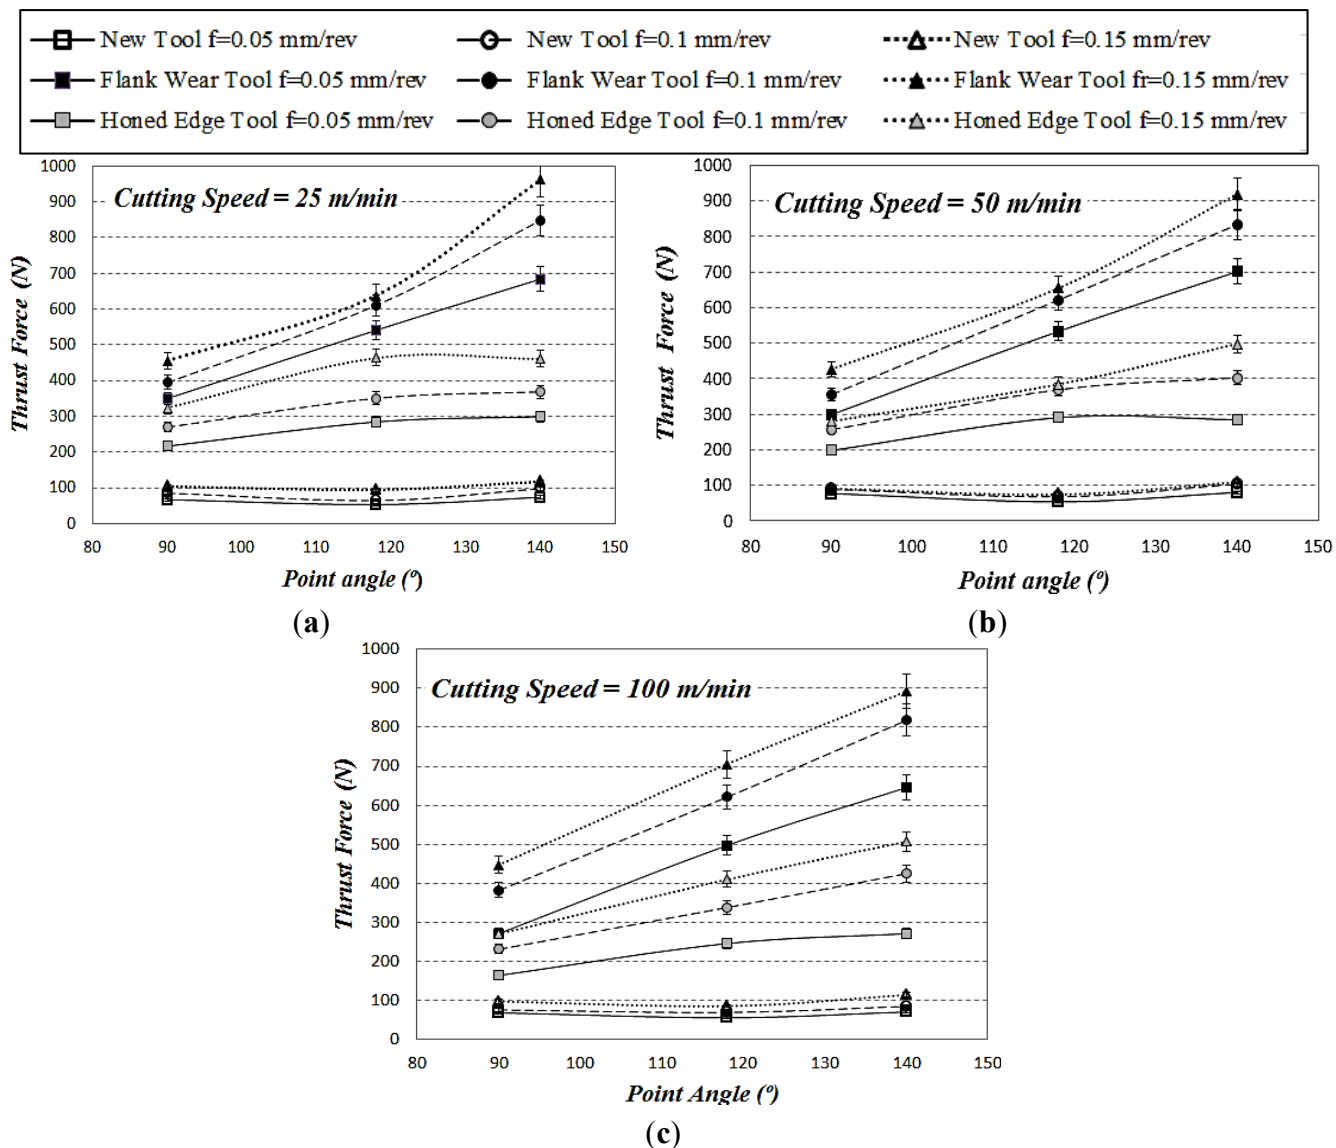 New Tool f=0.05 mm/rev New Tool f=0.1 mm/rev New Tool f=0.15 mm/rev
Flank Wear Tool f=0.05 mm/rev Flank Wear Tool f=0.1 mm/rev Flank Wear Tool fr=0.15 mm/rev
Honed Edge Tool f=0.05 mm/rev Honed Edge Tool f=0.1 mm/rev Honed Edge Tool f=0.15 mm/rev
Cutting Speed = 25 m/min
Thrust Force (N)
1000
900
800
700
600
500
400
300
200
100
0
80 90 100 110 120 130 140 150
Point angle (º)
(a)
Cutting Speed = 50 m/min
Thrust Force (N)
1000
900
800
700
600
500
400
300
200
100
0
80 90 100 110 120 130 140 150
Point angle (º)
(b)
Cutting Speed = 100 m/min
Thrust Force (N)
1000
900
800
700
600
500
400
300
200
100
0
80 90 100 110 120 130 140 150
Point Angle (º)
(c)